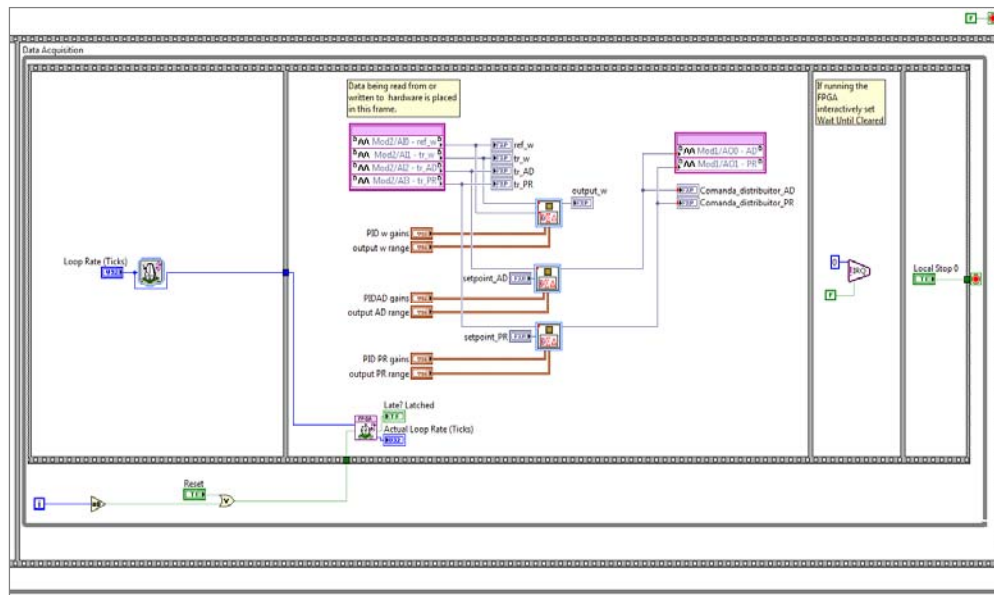 F
Data Acquisition
Data being read from or
written to hardware is placed
in this frame.
If running the
FPGA
interactively set
Wait Until Cleared
Mod2/AI0 - ref_w
Mod2/AI1 - tr_w
Mod2/AI2 - tr_AD
Mod2/AI3 - tr_PR
ref_w
tr_w
tr_AD
tr_PR
Mod1/AO0 - AD
Mod1/AO1 - PR
output_w
Comanda_distribuitor_AD
Comanda_distribuitor_PR
PID w gains
output w range
Loop Rate (Ticks)
setpoint_AD
0
IRQ
F
Local Stop 0
PIDAD gains
output AD range
setpoint_PR
PID PR gains
output PR range
Late? Latched
FPGA
Actual Loop Rate (Ticks)
Reset
i